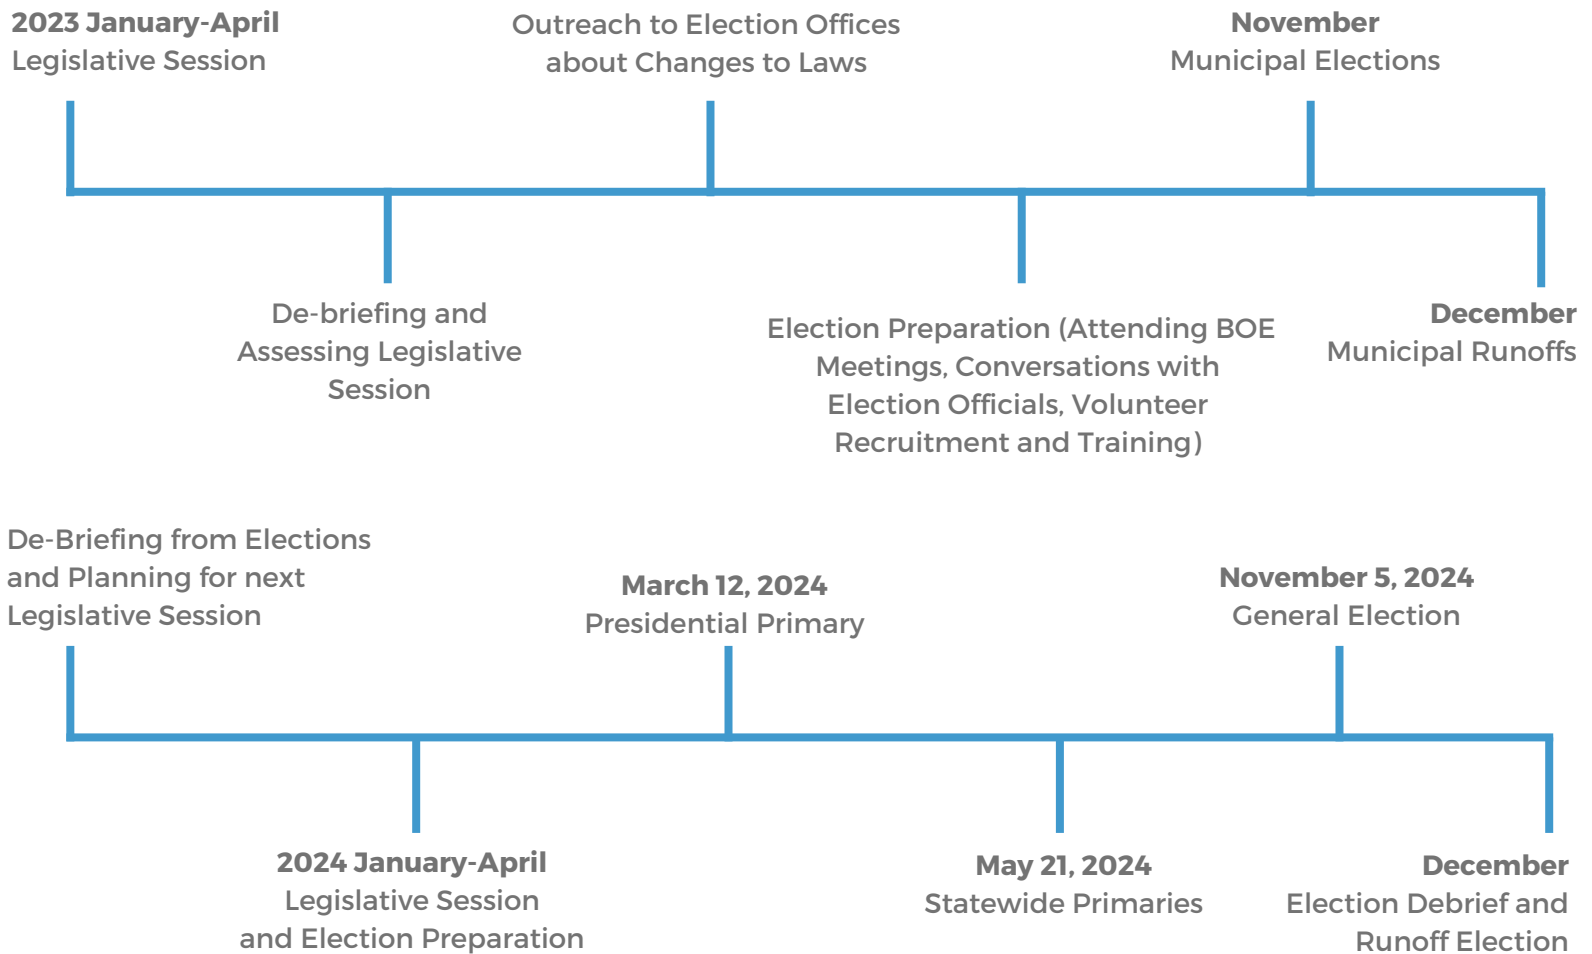 2023 January-April
Legislative Session
Outreach to Election Offices
about Changes to Laws
November
Municipal Elections
De-briefing and
Assessing Legislative
Session
Election Preparation (Attending BOE
Meetings, Conversations with
Election Officials, Volunteer
Recruitment and Training)
December
Municipal Runoffs
De-Briefing from Elections
and Planning for next
Legislative Session
March 12, 2024
Presidential Primary
November 5, 2024
General Election
2024 January-April
Legislative Session
and Election Preparation
May 21, 2024
Statewide Primaries
December
Election Debrief and
Runoff Election